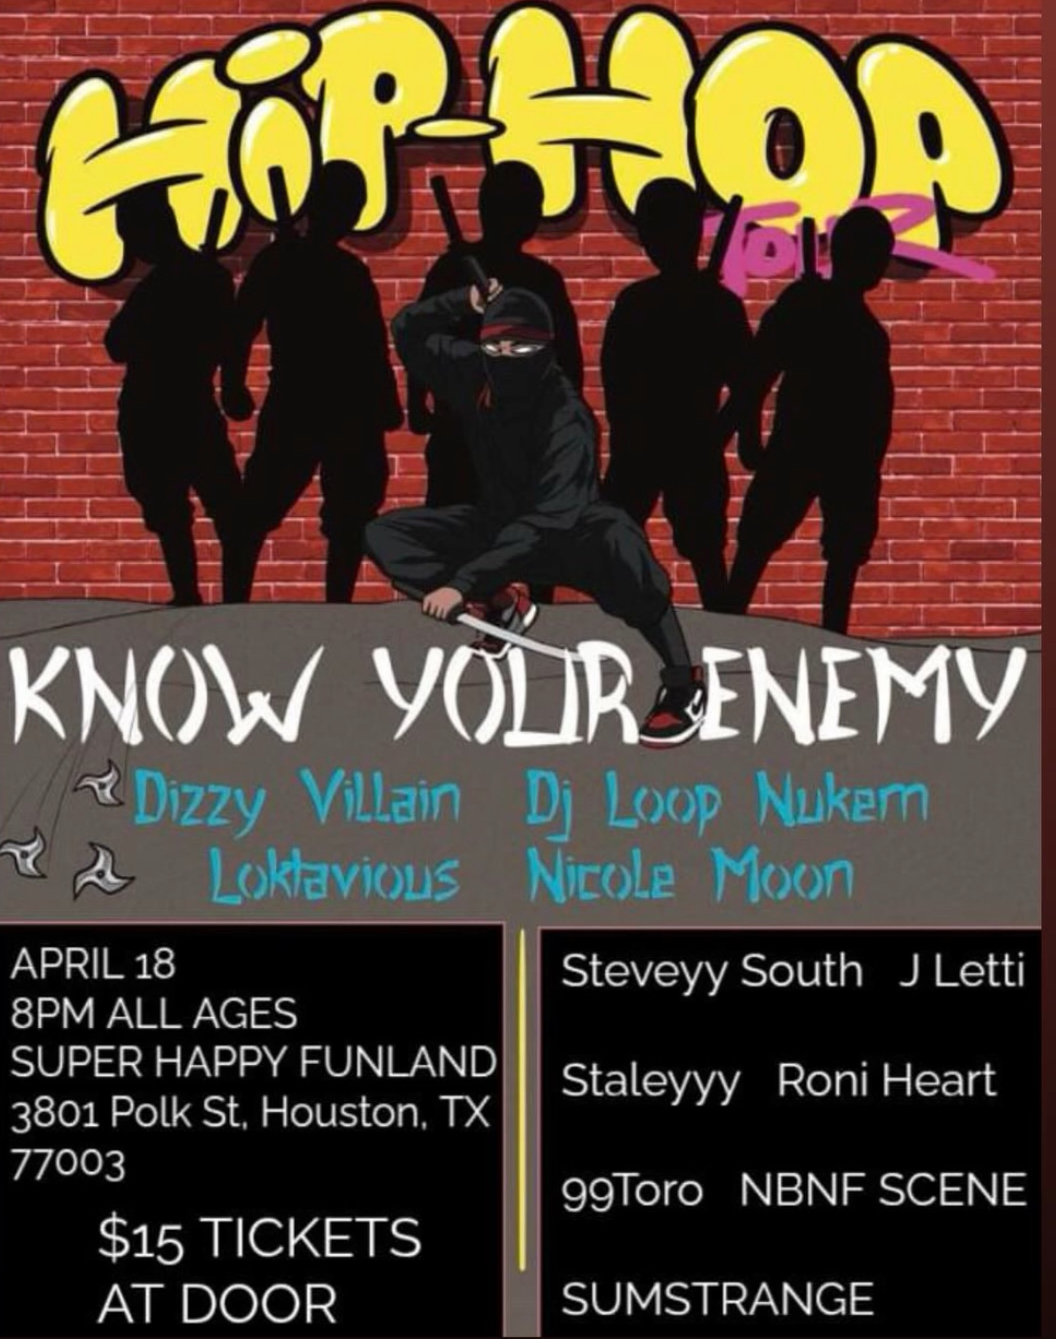 HiP-HOP
TOUR
KNOW YOUR ENEMY
Dizzy Villain Dj Loop Nukem
Loktavious Nicole Moon
APRIL 18
8PM ALL AGES
SUPER HAPPY FUNLAND
3801 Polk St, Houston, TX
77003
$15 TICKETS
AT DOOR
Steveyy South J Letti
Staleyyy Roni Heart
99Toro NBNF SCENE
SUMSTRANGE